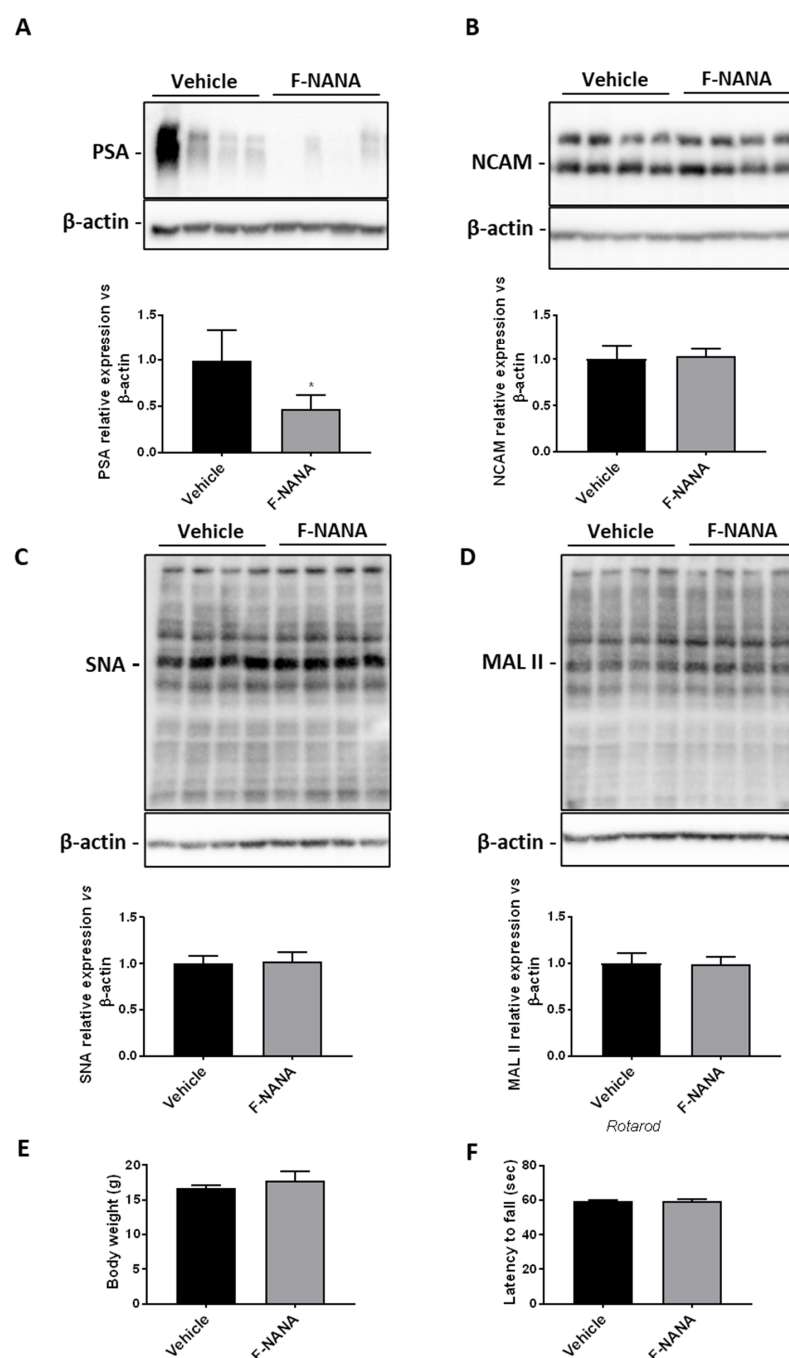 A
Vehicle F-NANA
PSA -
β-actin -
PSA relative expression vs
β-actin
1.5
1.0
0.5
0.0
*
Vehicle
F-NANA
B
Vehicle F-NANA
NCAM -
β-actin -
NCAM relative expression vs
β-actin
1.5
1.0
0.5
0.0
Vehicle
F-NANA
C
Vehicle F-NANA
SNA -
β-actin -
SNA relative expression vs
β-actin
1.5
1.0
0.5
0.0
Vehicle
F-NANA
D
Vehicle F-NANA
MAL II -
β-actin -
MAL II relative expression vs
β-actin
1.5
1.0
0.5
0.0
Vehicle
F-NANA
E
Body weight (g)
20
15
10
5
0
Vehicle
F-NANA
F
Rotarod
Latency to fall (sec)
80
60
40
20
0
Vehicle
F-NANA